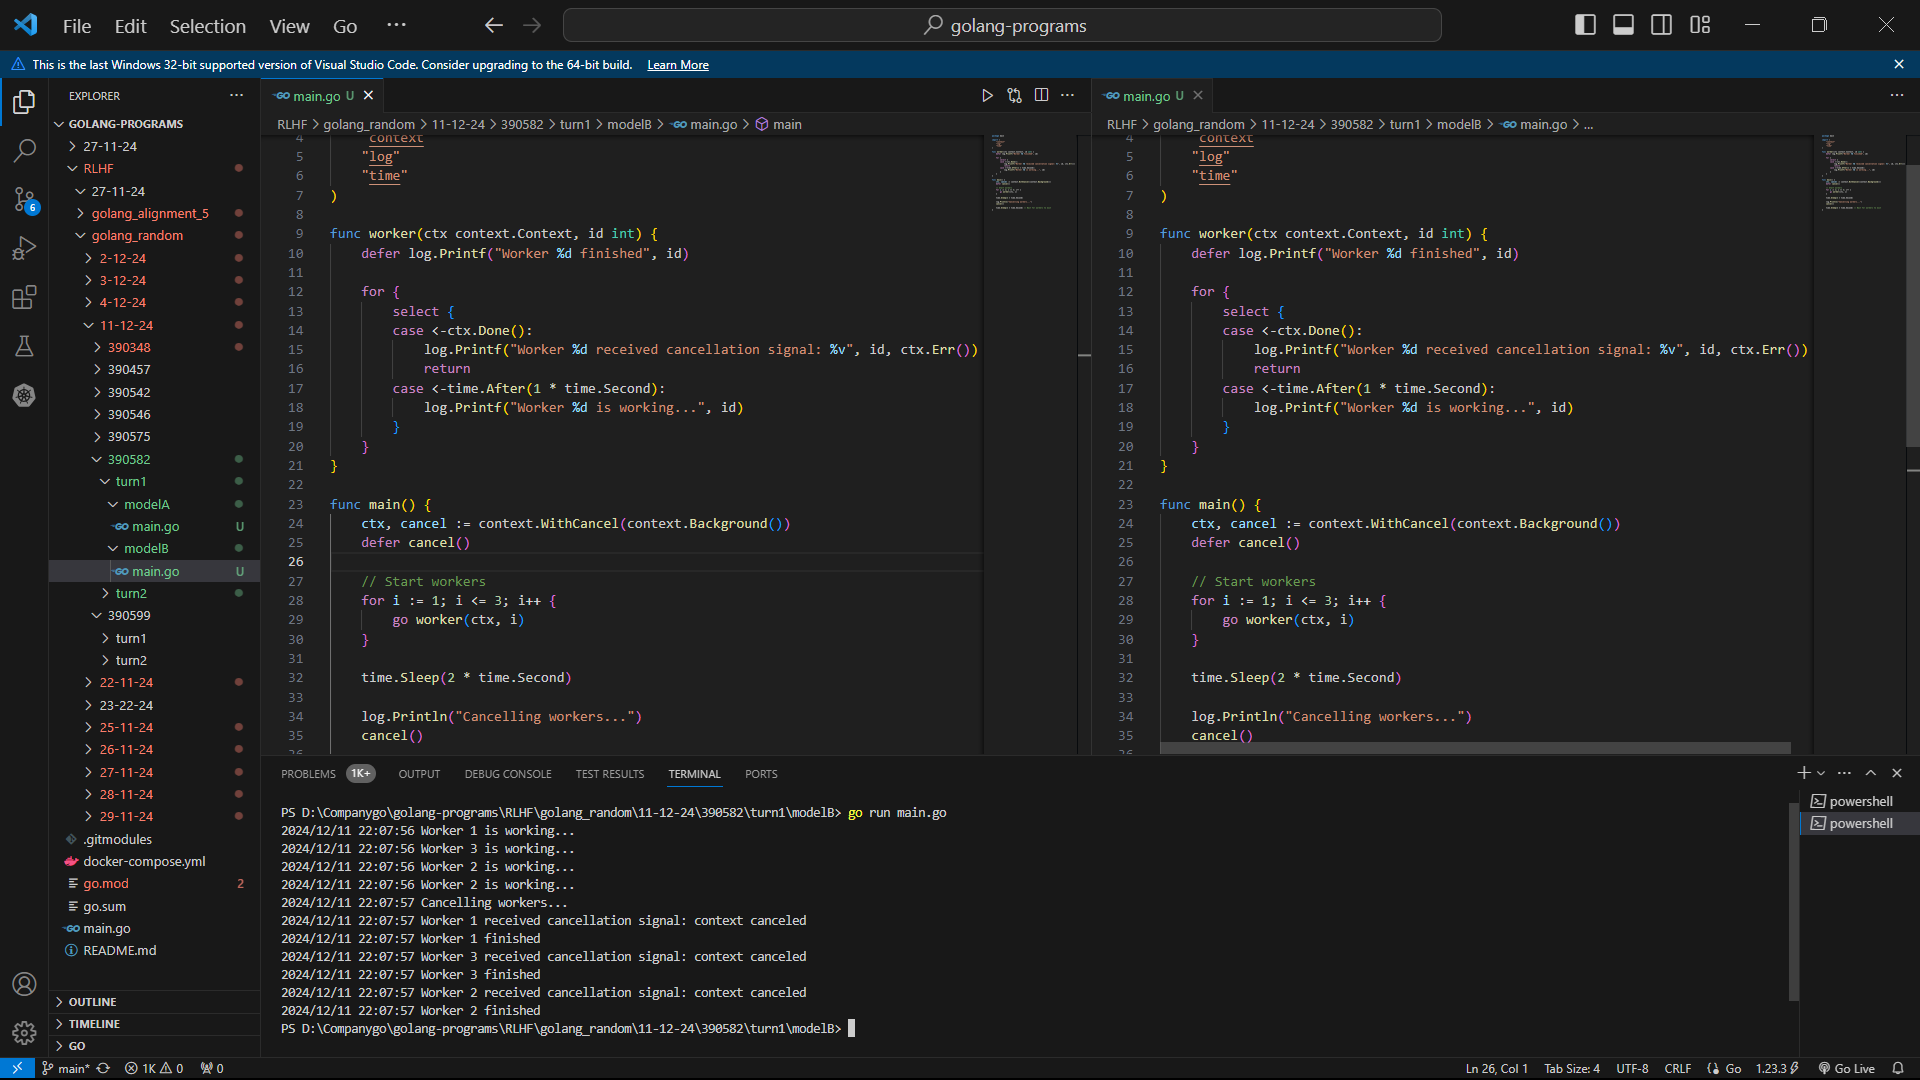 File Edit Selection View Go ··· golang-programs
This is the last Windows 32-bit supported version of Visual Studio Code. Consider upgrading to the 64-bit build. Learn More
EXPLORER
GOLANG-PROGRAMS
27-11-24
RLHF
27-11-24
golang_alignment_5
golang_random
2-12-24
3-12-24
4-12-24
11-12-24
390348
390457
390542
390546
390575
390582
turn1
modelA
main.go U
modelB
main.go U
turn2
390599
turn1
turn2
22-11-24
23-22-24
25-11-24
26-11-24
27-11-24
28-11-24
29-11-24
.gitmodules
docker-compose.yml
go.mod 2
go.sum
main.go
README.md
OUTLINE
TIMELINE
GO
6
main.go U
RLHF > golang_random > 11-12-24 > 390582 > turn1 > modelB > main.go > main
4 "context"
5 "log"
6 "time"
7 )
8
9 func worker(ctx context.Context, id int) {
10 defer log.Printf("Worker %d finished", id)
11
12 for {
13 select {
14 case <-ctx.Done():
15 log.Printf("Worker %d received cancellation signal: %v", id, ctx.Err())
16 return
17 case <-time.After(1 * time.Second):
18 log.Printf("Worker %d is working...", id)
19 }
20 }
21 }
22
23 func main() {
24 ctx, cancel := context.WithCancel(context.Background())
25 defer cancel()
26
27 // Start workers
28 for i := 1; i <= 3; i++ {
29 go worker(ctx, i)
30 }
31
32 time.Sleep(2 * time.Second)
33
34 log.Println("Cancelling workers...")
35 cancel()
36
main.go U
RLHF > golang_random > 11-12-24 > 390582 > turn1 > modelB > main.go > ...
4 "context"
5 "log"
6 "time"
7 )
8
9 func worker(ctx context.Context, id int) {
10 defer log.Printf("Worker %d finished", id)
11
12 for {
13 select {
14 case <-ctx.Done():
15 log.Printf("Worker %d received cancellation signal: %v", id, ctx.Err())
16 return
17 case <-time.After(1 * time.Second):
18 log.Printf("Worker %d is working...", id)
19 }
20 }
21 }
22
23 func main() {
24 ctx, cancel := context.WithCancel(context.Background())
25 defer cancel()
26
27 // Start workers
28 for i := 1; i <= 3; i++ {
29 go worker(ctx, i)
30 }
31
32 time.Sleep(2 * time.Second)
33
34 log.Println("Cancelling workers...")
35 cancel()
36
PROBLEMS 1K+ OUTPUT DEBUG CONSOLE TEST RESULTS TERMINAL PORTS
PS D:\Companygo\golang-programs\RLHF\golang_random\11-12-24\390582\turn1\modelB> go run main.go
2024/12/11 22:07:56 Worker 1 is working...
2024/12/11 22:07:56 Worker 3 is working...
2024/12/11 22:07:56 Worker 2 is working...
2024/12/11 22:07:56 Worker 2 is working...
2024/12/11 22:07:57 Cancelling workers...
2024/12/11 22:07:57 Worker 1 received cancellation signal: context canceled
2024/12/11 22:07:57 Worker 1 finished
2024/12/11 22:07:57 Worker 3 received cancellation signal: context canceled
2024/12/11 22:07:57 Worker 3 finished
2024/12/11 22:07:57 Worker 2 received cancellation signal: context canceled
2024/12/11 22:07:57 Worker 2 finished
PS D:\Companygo\golang-programs\RLHF\golang_random\11-12-24\390582\turn1\modelB>
powershell
powershell
main* 1K 0 0 Ln 26, Col 1 Tab Size: 4 UTF-8 CRLF Go 1.23.3 Go Live